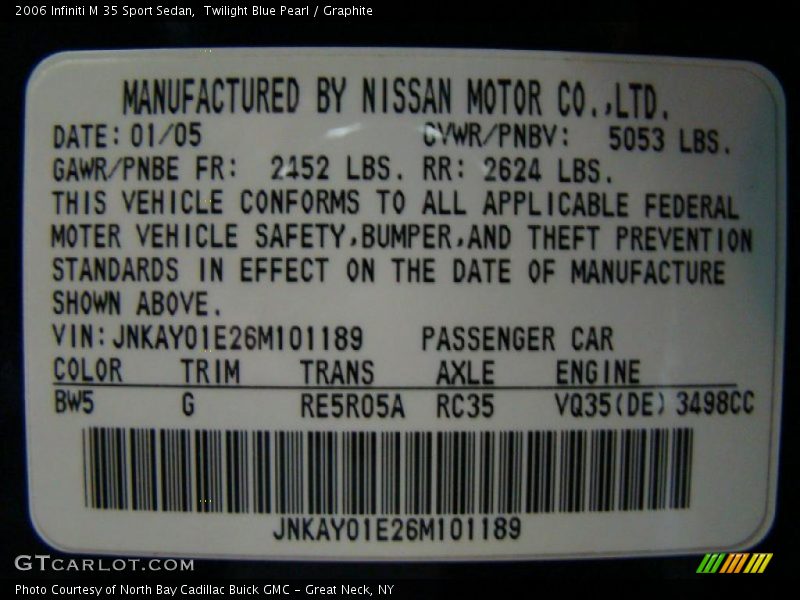 2006 Infiniti M 35 Sport Sedan,  Twilight Blue Pearl / Graphite
MANUFACTURED BY NISSAN MOTOR CO.,LTD.
DATE: 01/05 GVWR/PNBV: 5053 LBS.
GAWR/PNBE FR: 2452 LBS. RR: 2624 LBS.
THIS VEHICLE CONFORMS TO ALL APPLICABLE FEDERAL
MOTER VEHICLE SAFETY,BUMPER,AND THEFT PREVENTION
STANDARDS IN EFFECT ON THE DATE OF MANUFACTURE
SHOWN ABOVE.
VIN: JNKAY01E26M101189 PASSENGER CAR
COLOR TRIM TRANS AXLE ENGINE
BW5 G RE5R05A RC35 VQ35(DE) 3498CC
JNKAY01E26M101189
GTCARLOT.COM
Photo Courtesy of North Bay Cadillac Buick GMC - Great Neck, NY